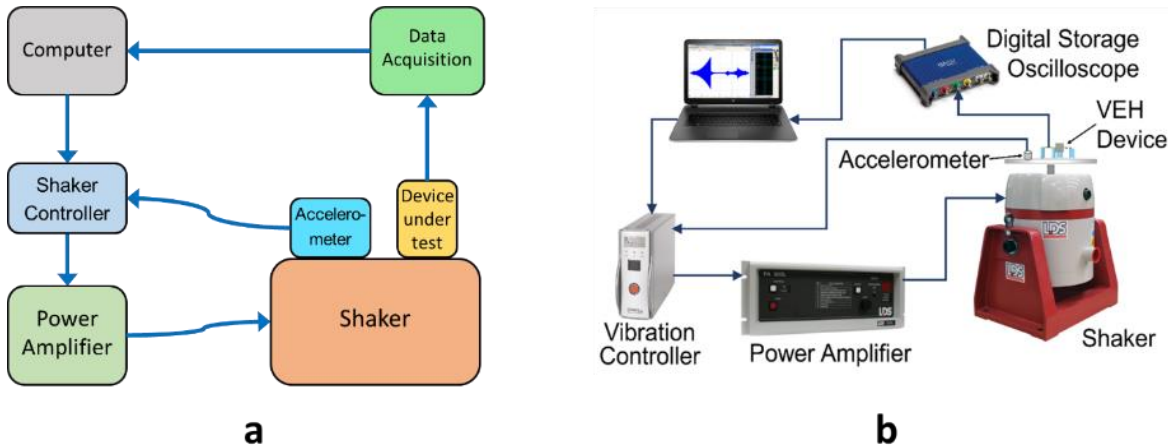 Computer
Data
Acquisition
Shaker
Controller
Accelero-
meter
Device
under
test
Power
Amplifier
Shaker
a
Digital Storage
Oscilloscope
VEH
Device
Accelerometer
LDS
LDS
Vibration
Controller
LDS
Power Amplifier
Shaker
b